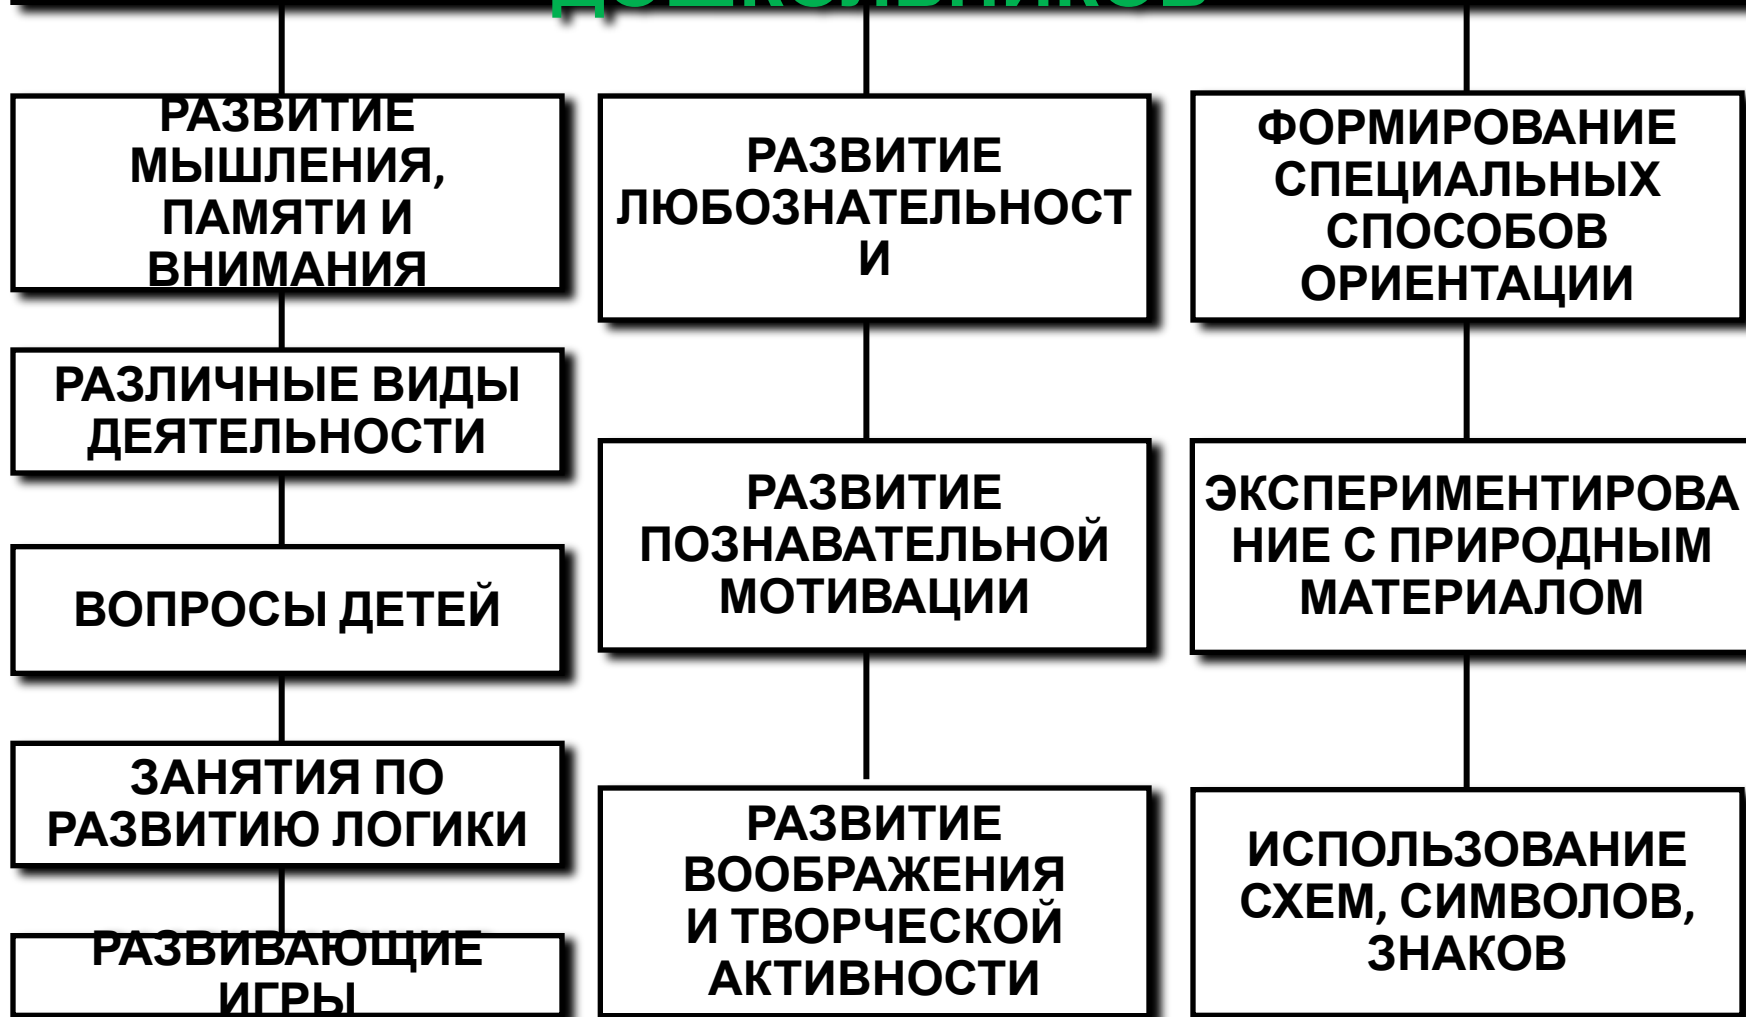 ДОШКОЛЬНИКОВ
РАЗВИТИЕ
МЫШЛЕНИЯ,
ПАМЯТИ И
ВНИМАНИЯ
РАЗЛИЧНЫЕ ВИДЫ
ДЕЯТЕЛЬНОСТИ
ВОПРОСЫ ДЕТЕЙ
ЗАНЯТИЯ ПО
РАЗВИТИЮ ЛОГИКИ
РАЗВИВАЮЩИЕ
ИГРЫ
РАЗВИТИЕ
ЛЮБОЗНАТЕЛЬНОСТ
И
РАЗВИТИЕ
ПОЗНАВАТЕЛЬНОЙ
МОТИВАЦИИ
РАЗВИТИЕ
ВООБРАЖЕНИЯ
И ТВОРЧЕСКОЙ
АКТИВНОСТИ
ФОРМИРОВАНИЕ
СПЕЦИАЛЬНЫХ
СПОСОБОВ
ОРИЕНТАЦИИ
ЭКСПЕРИМЕНТИРОВА
НИЕ С ПРИРОДНЫМ
МАТЕРИАЛОМ
ИСПОЛЬЗОВАНИЕ
СХЕМ, СИМВОЛОВ,
ЗНАКОВ